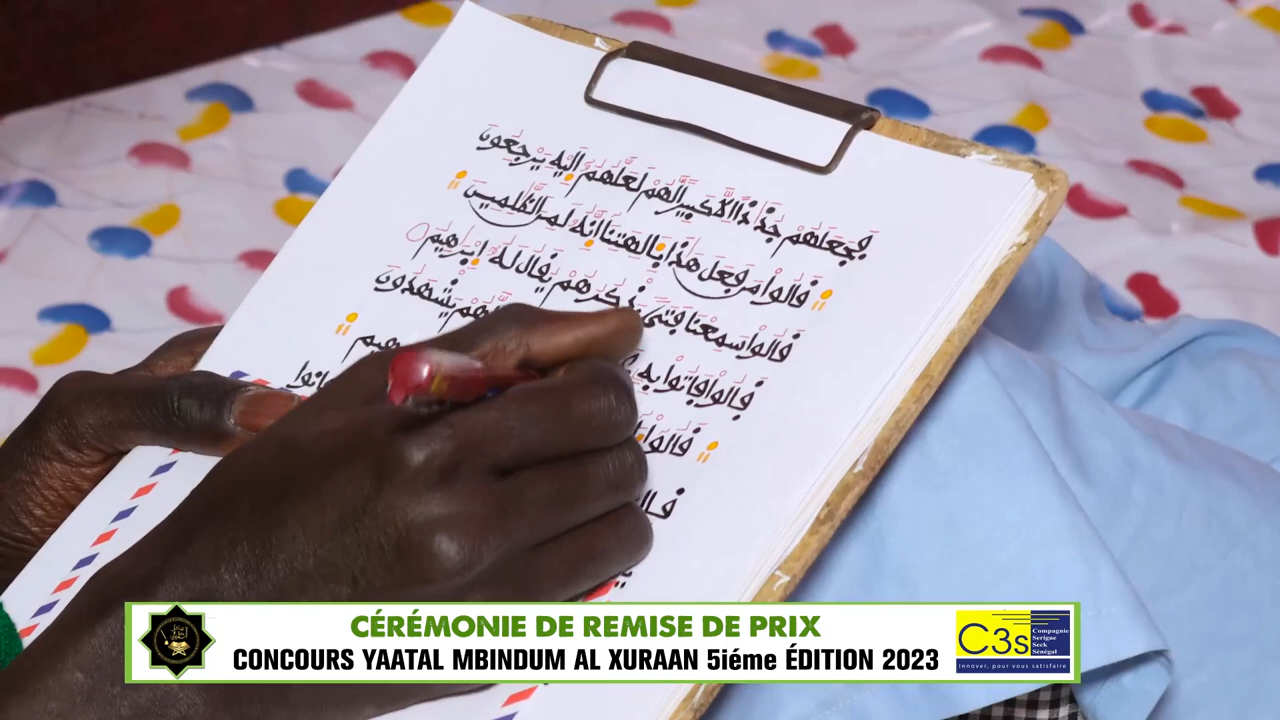 فجعلهم جذذا الا كبيرا لهم لعلهم اليه يرجعون
قالوا من فعل هذا بالهتنا انه لمن الظلمين
قالوا سمعنا فتى يذكرهم يقال له ابرهيم
قالوا فاتوا به يشهدون
قالوا هيم
CÉRÉMONIE DE REMISE DE PRIX
CONCOURS YAATAL MBINDUM AL XURAAN 5iéme ÉDITION 2023
C3s
Compagnie
Serigne
Seck
Sénégal
Innover, pour vous satisfaire